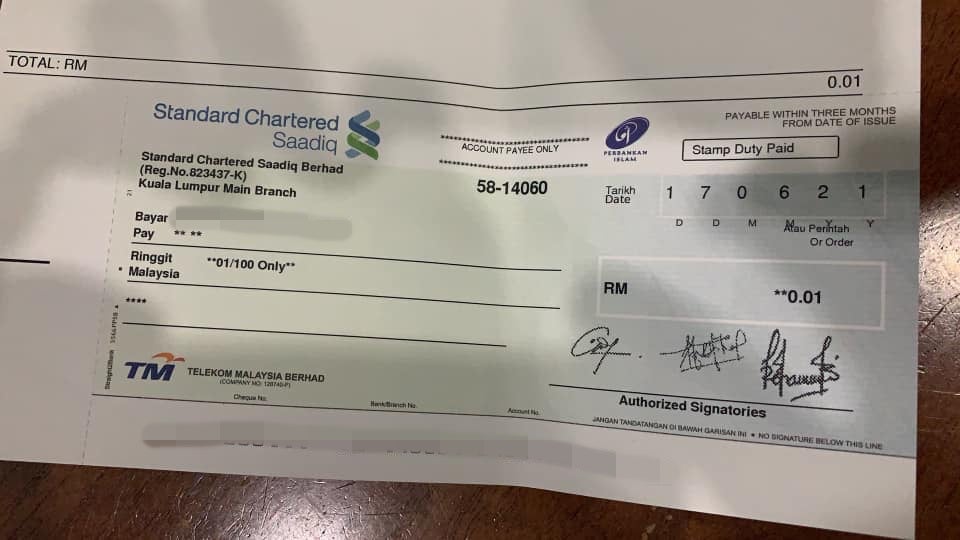 TOTAL: RM 0.01
Standard Chartered
Saadiq
Standard Chartered Saadiq Berhad
(Reg.No.823437-K)
Kuala Lumpur Main Branch
ACCOUNT PAYEE ONLY
58-14060
PERBANKAN
ISLAM
PAYABLE WITHIN THREE MONTHS
FROM DATE OF ISSUE
Stamp Duty Paid
Tarikh
Date
1 7 0 6 2 1
D D M M Y Y
Atau Perintah
Or Order
Bayar
Pay ** **
Ringgit
Malaysia
**01/100 Only**
****
RM **0.01
TM
TELEKOM MALAYSIA BERHAD
(COMPANY NO: 128740-P)
Cheque No.
Bank/Branch No.
Account No.
Authorized Signatories
JANGAN TANDATANGAN DI BAWAH GARISAN INI • NO SIGNATURE BELOW THIS LINE